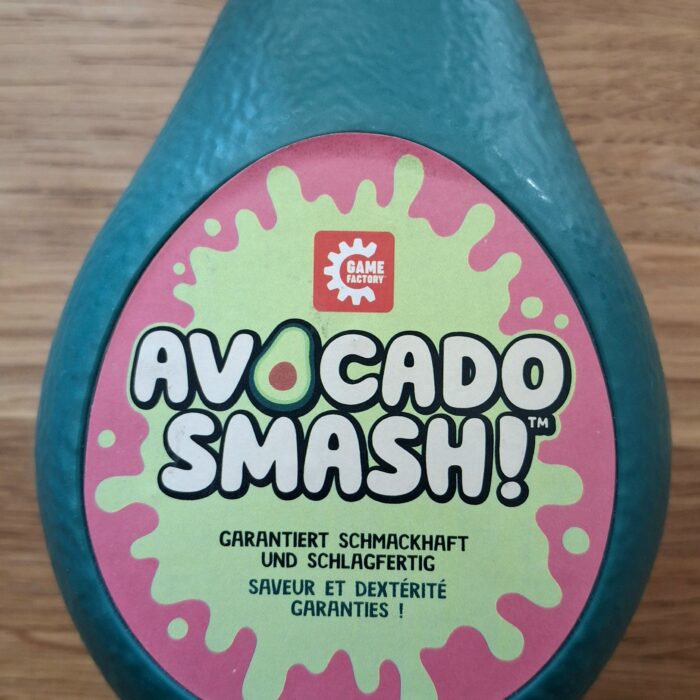 GAME
FACTORY
AVOCADO
SMASH!™
GARANTIERT SCHMACKHAFT
UND SCHLAGFERTIG
SAVEUR ET DEXTÉRITÉ
GARANTIES !